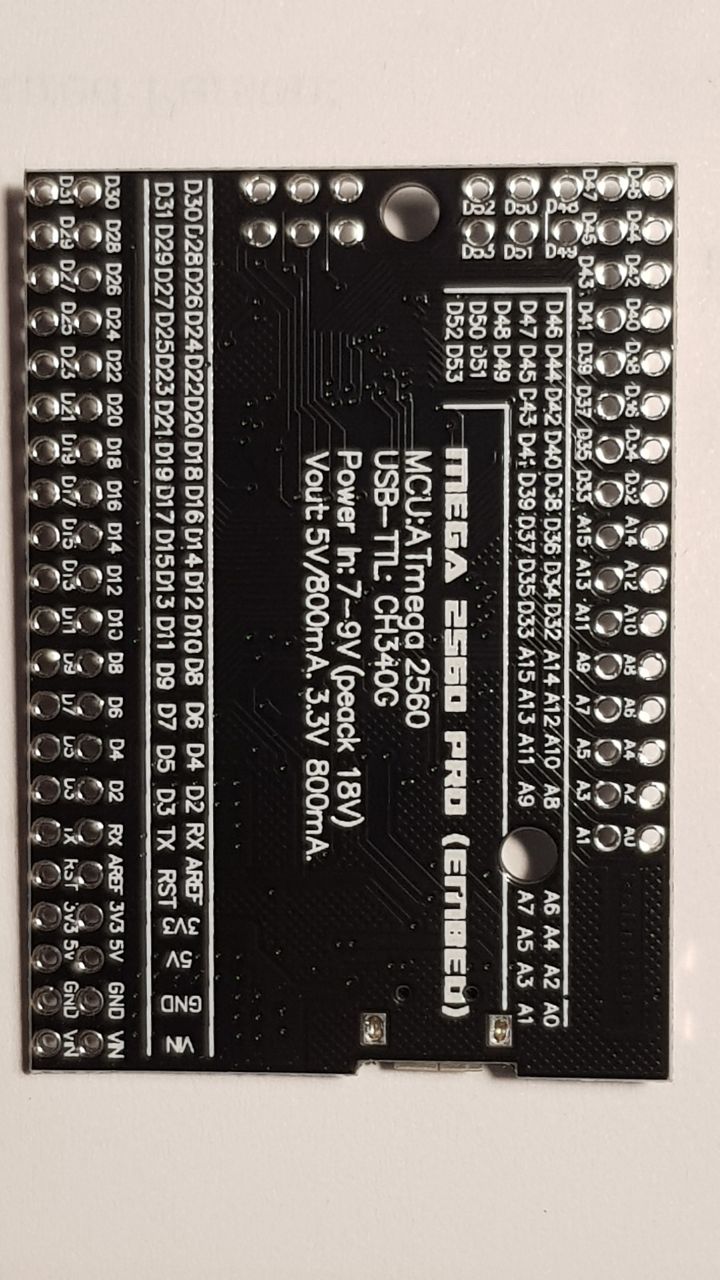 D46 D44 D42 D40 D38 D36 D34 D32 A14 A12 A10 A8 A6 A4 A2 A0
D47 D45 D43 D41 D39 D37 D35 D33 A15 A13 A11 A9 A7 A5 A3 A1
D48 D49
D50 D51
D52 D53
D46 D44 D42 D40 D38 D36 D34 D32 A14 A12 A10 A8 A6 A4 A2 A0
D47 D45 D43 D41 D39 D37 D35 D33 A15 A13 A11 A9 A7 A5 A3 A1
D48 D49
D50 D51
D52 D53
MEGA 2560 PRO (EMBED)
MCU:ATmega 2560
USB-TTL: CH340G
Power In: 7-9V (peack 18V)
Vout: 5V/800mA. 3.3V 800mA.
D30 D28 D26 D24 D22 D20 D18 D16 D14 D12 D10 D8 D6 D4 D2 RX AREF 3V3 5V GND VIN
D31 D29 D27 D25 D23 D21 D19 D17 D15 D13 D11 D9 D7 D5 D3 TX RST
D30 D28 D26 D24 D22 D20 D18 D16 D14 D12 D10 D8 D6 D4 D2 RX AREF 3V3 5V GND VIN
D31 D29 D27 D25 D23 D21 D19 D17 D15 D13 D11 D9 D7 D5 D3 TX RST 3V3 5V GND VIN